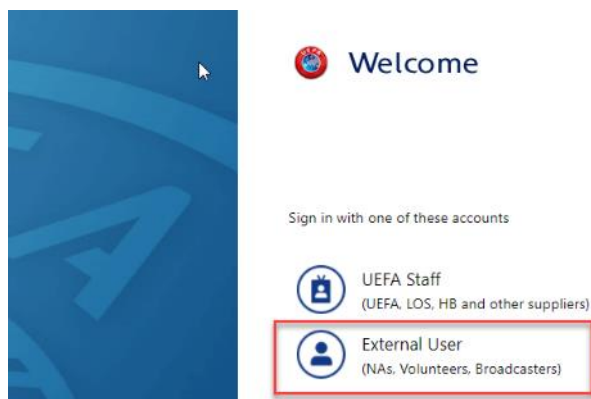 UEFA
Welcome
Sign in with one of these accounts
UEFA Staff
(UEFA, LOS, HB and other suppliers)
External User
(NAs, Volunteers, Broadcasters)